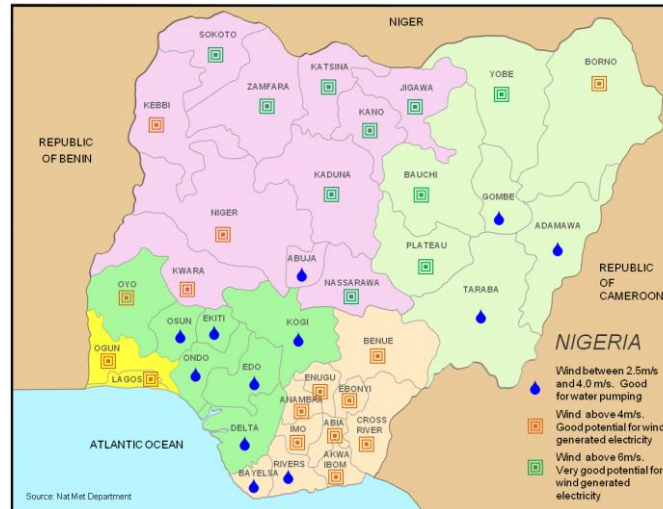 NIGER
SOKOTO
KATSINA
BORNO
YOBE
ZAMFARA
JIGAWA
KEBBI
KANO
REPUBLIC
OF BENIN
KADUNA
BAUCHI
GOMBE
NIGER
ADAMAWA
PLATEAU
ABUJA
KWARA
NASSARAWA
TARABA
REPUBLIC
OF CAMEROON
OYO
OSUN
EKITI
KOGI
BENUE
NIGERIA
OGUN
ONDO
EDO
ENUGU
EBONYI
LAGOS
ANAMBRA
DELTA
IMO
ABIA
CROSS
RIVER
ATLANTIC OCEAN
BAYELSA
RIVERS
AKWA
IBOM
Wind between 2.5m/s
and 4.0 m/s. Good
for water pumping
Wind above 4m/s.
Good potential for wind
generated electricity
Wind above 6m/s.
Very good potential for
wind generated
electricity
Source: Nat Met Department